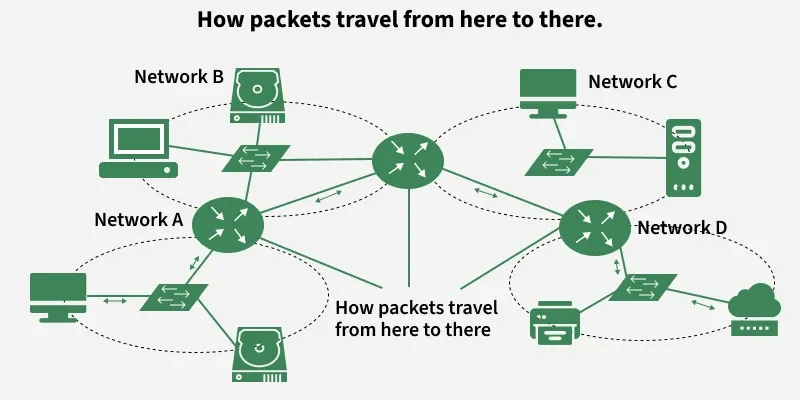 How packets travel from here to there.
Network B
Network C
Network A
Network D
How packets travel
from here to there